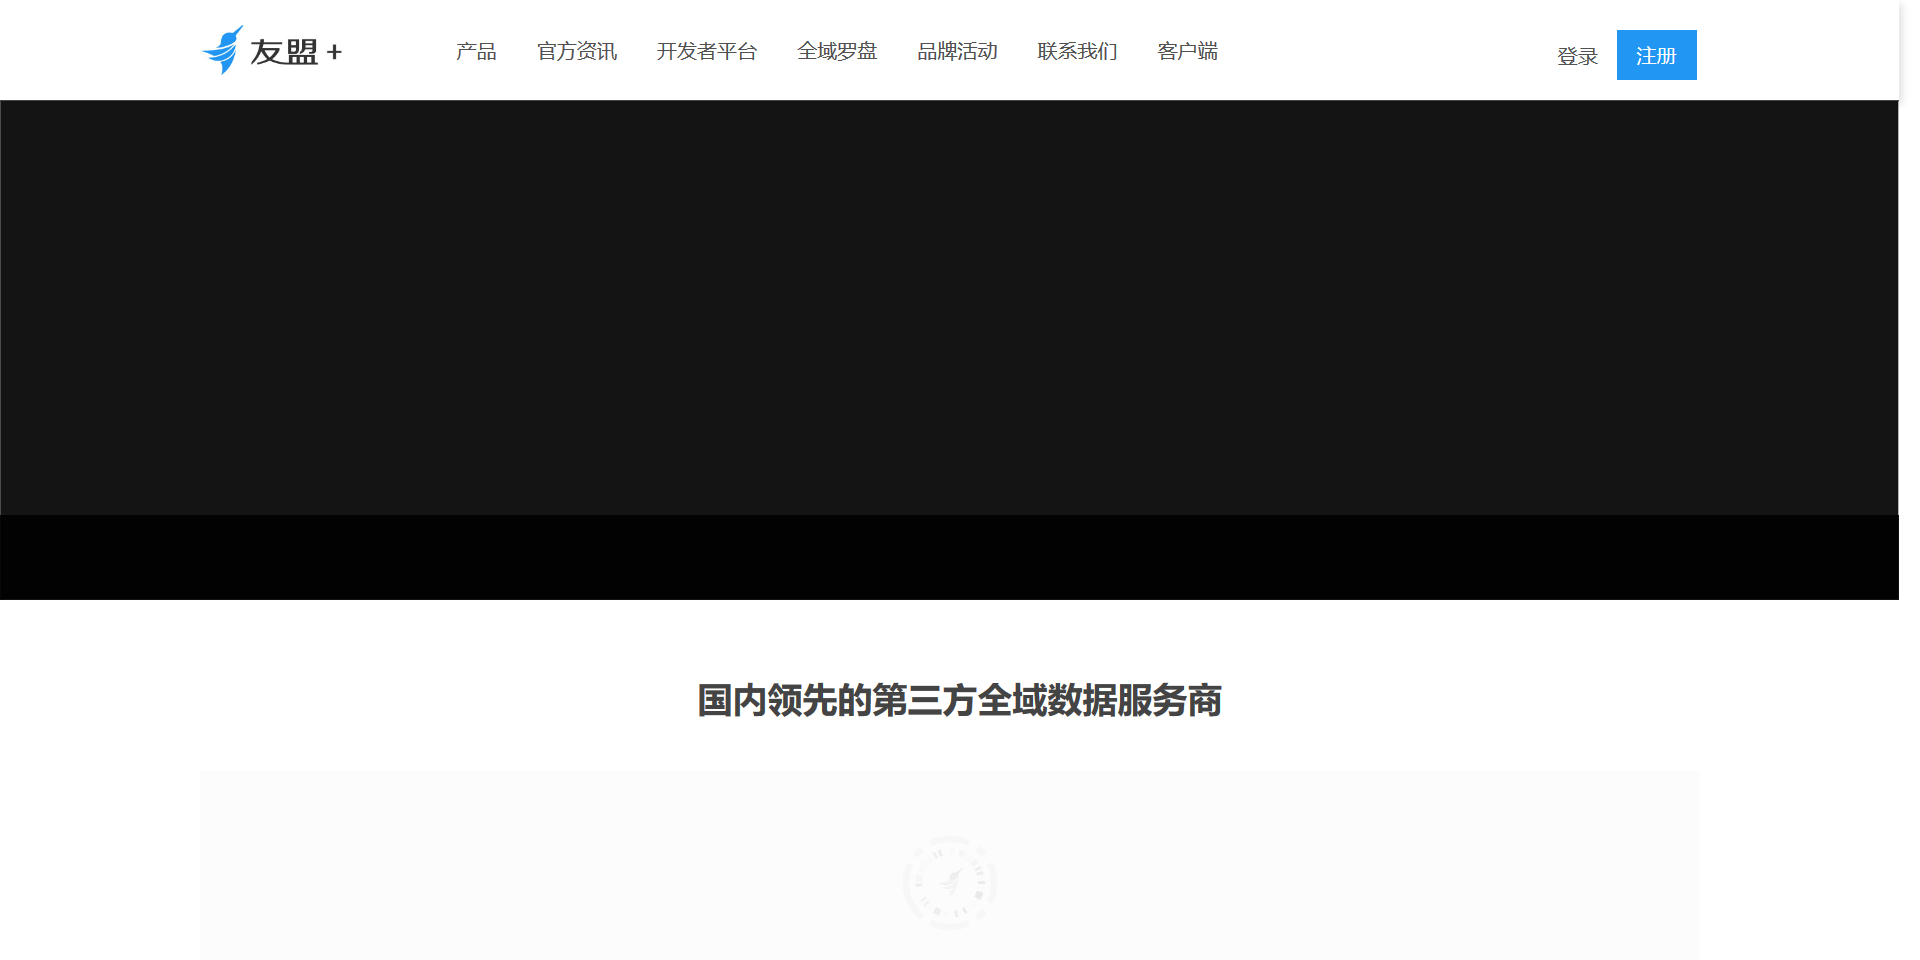 友盟+ 产品 官方资讯 开发者平台 全域罗盘 品牌活动 联系我们 客户端 登录 注册
国内领先的第三方全域数据服务商